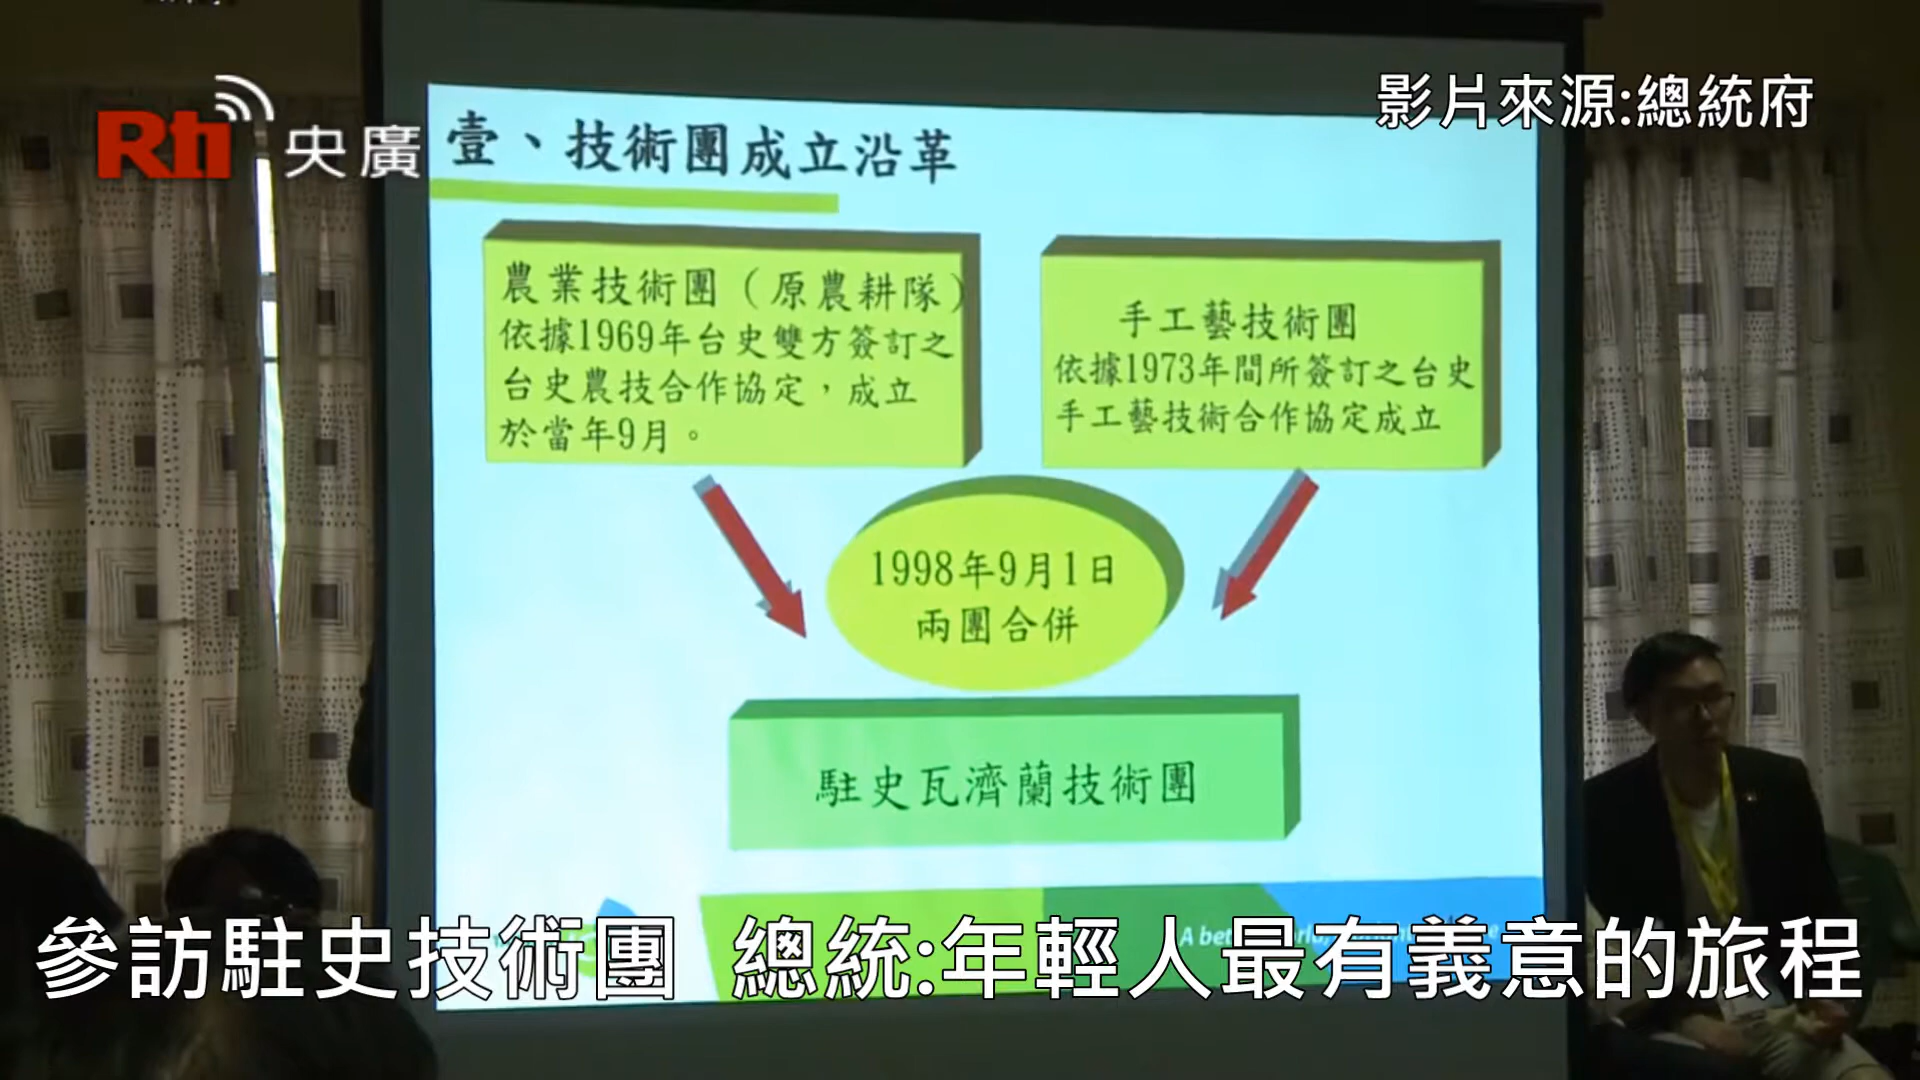 Rti 央廣
影片來源:總統府
壹、技術團成立沿革
農業技術團（原農耕隊）
依據1969年台史雙方簽訂之
台史農技合作協定，成立
於當年9月。
手工藝技術團
依據1973年間所簽訂之台史
手工藝技術合作協定成立
1998年9月1日
兩團合併
駐史瓦濟蘭技術團
參訪駐史技術團 總統:年輕人最有義意的旅程